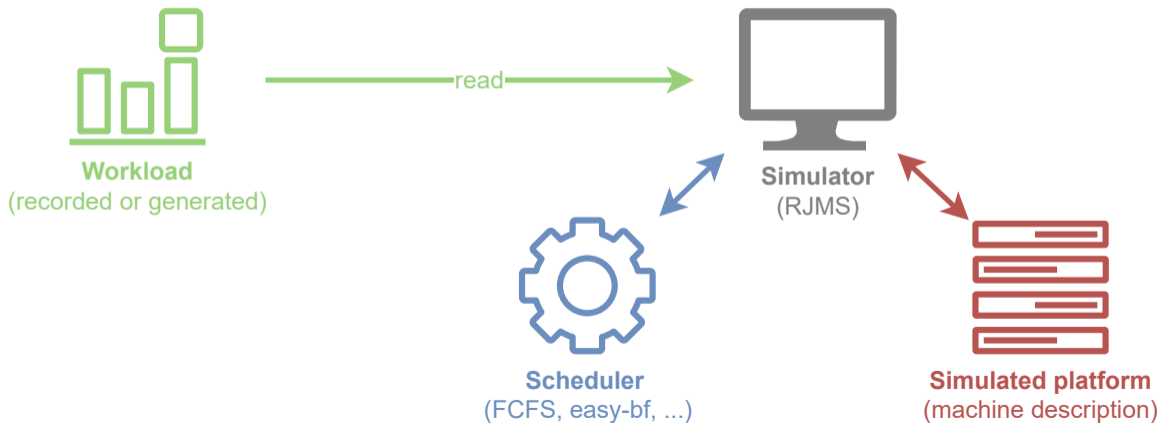 read
Workload
(recorded or generated)
Simulator
(RJMS)
Scheduler
(FCFS, easy-bf, ...)
Simulated platform
(machine description)